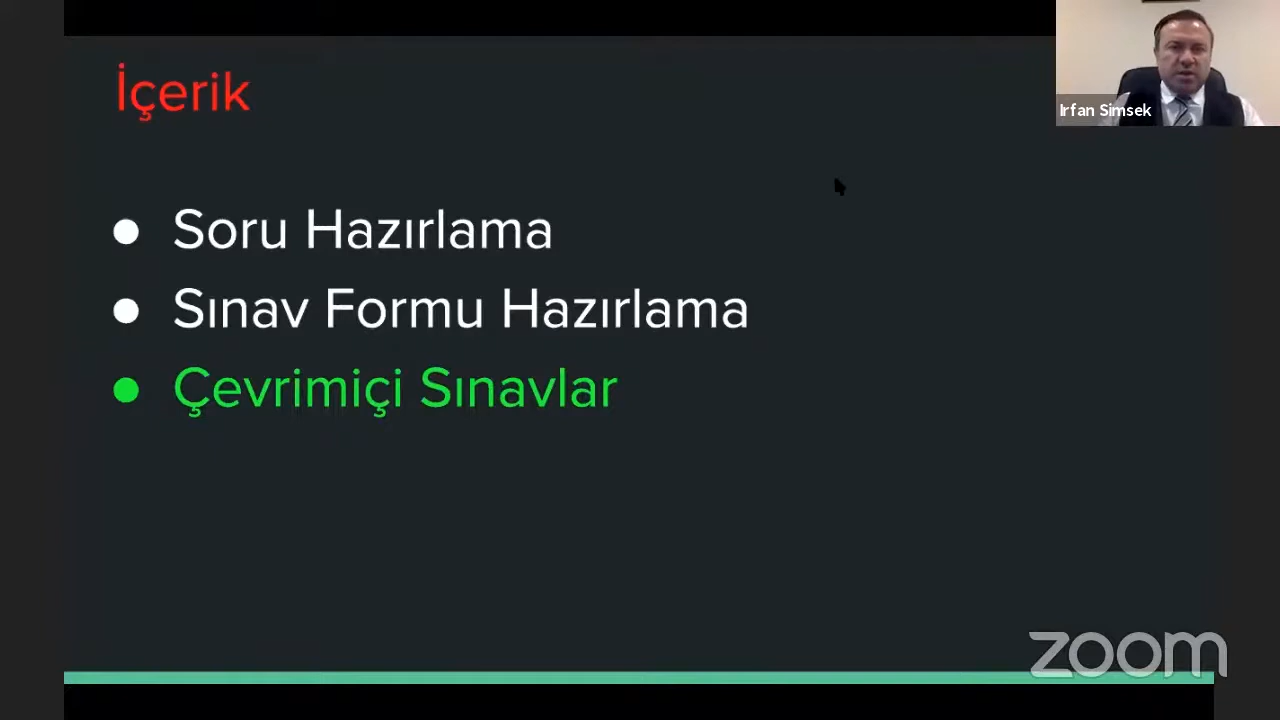 İçerik
Irfan Simsek
● Soru Hazırlama
● Sınav Formu Hazırlama
● Çevrimiçi Sınavlar
zoom